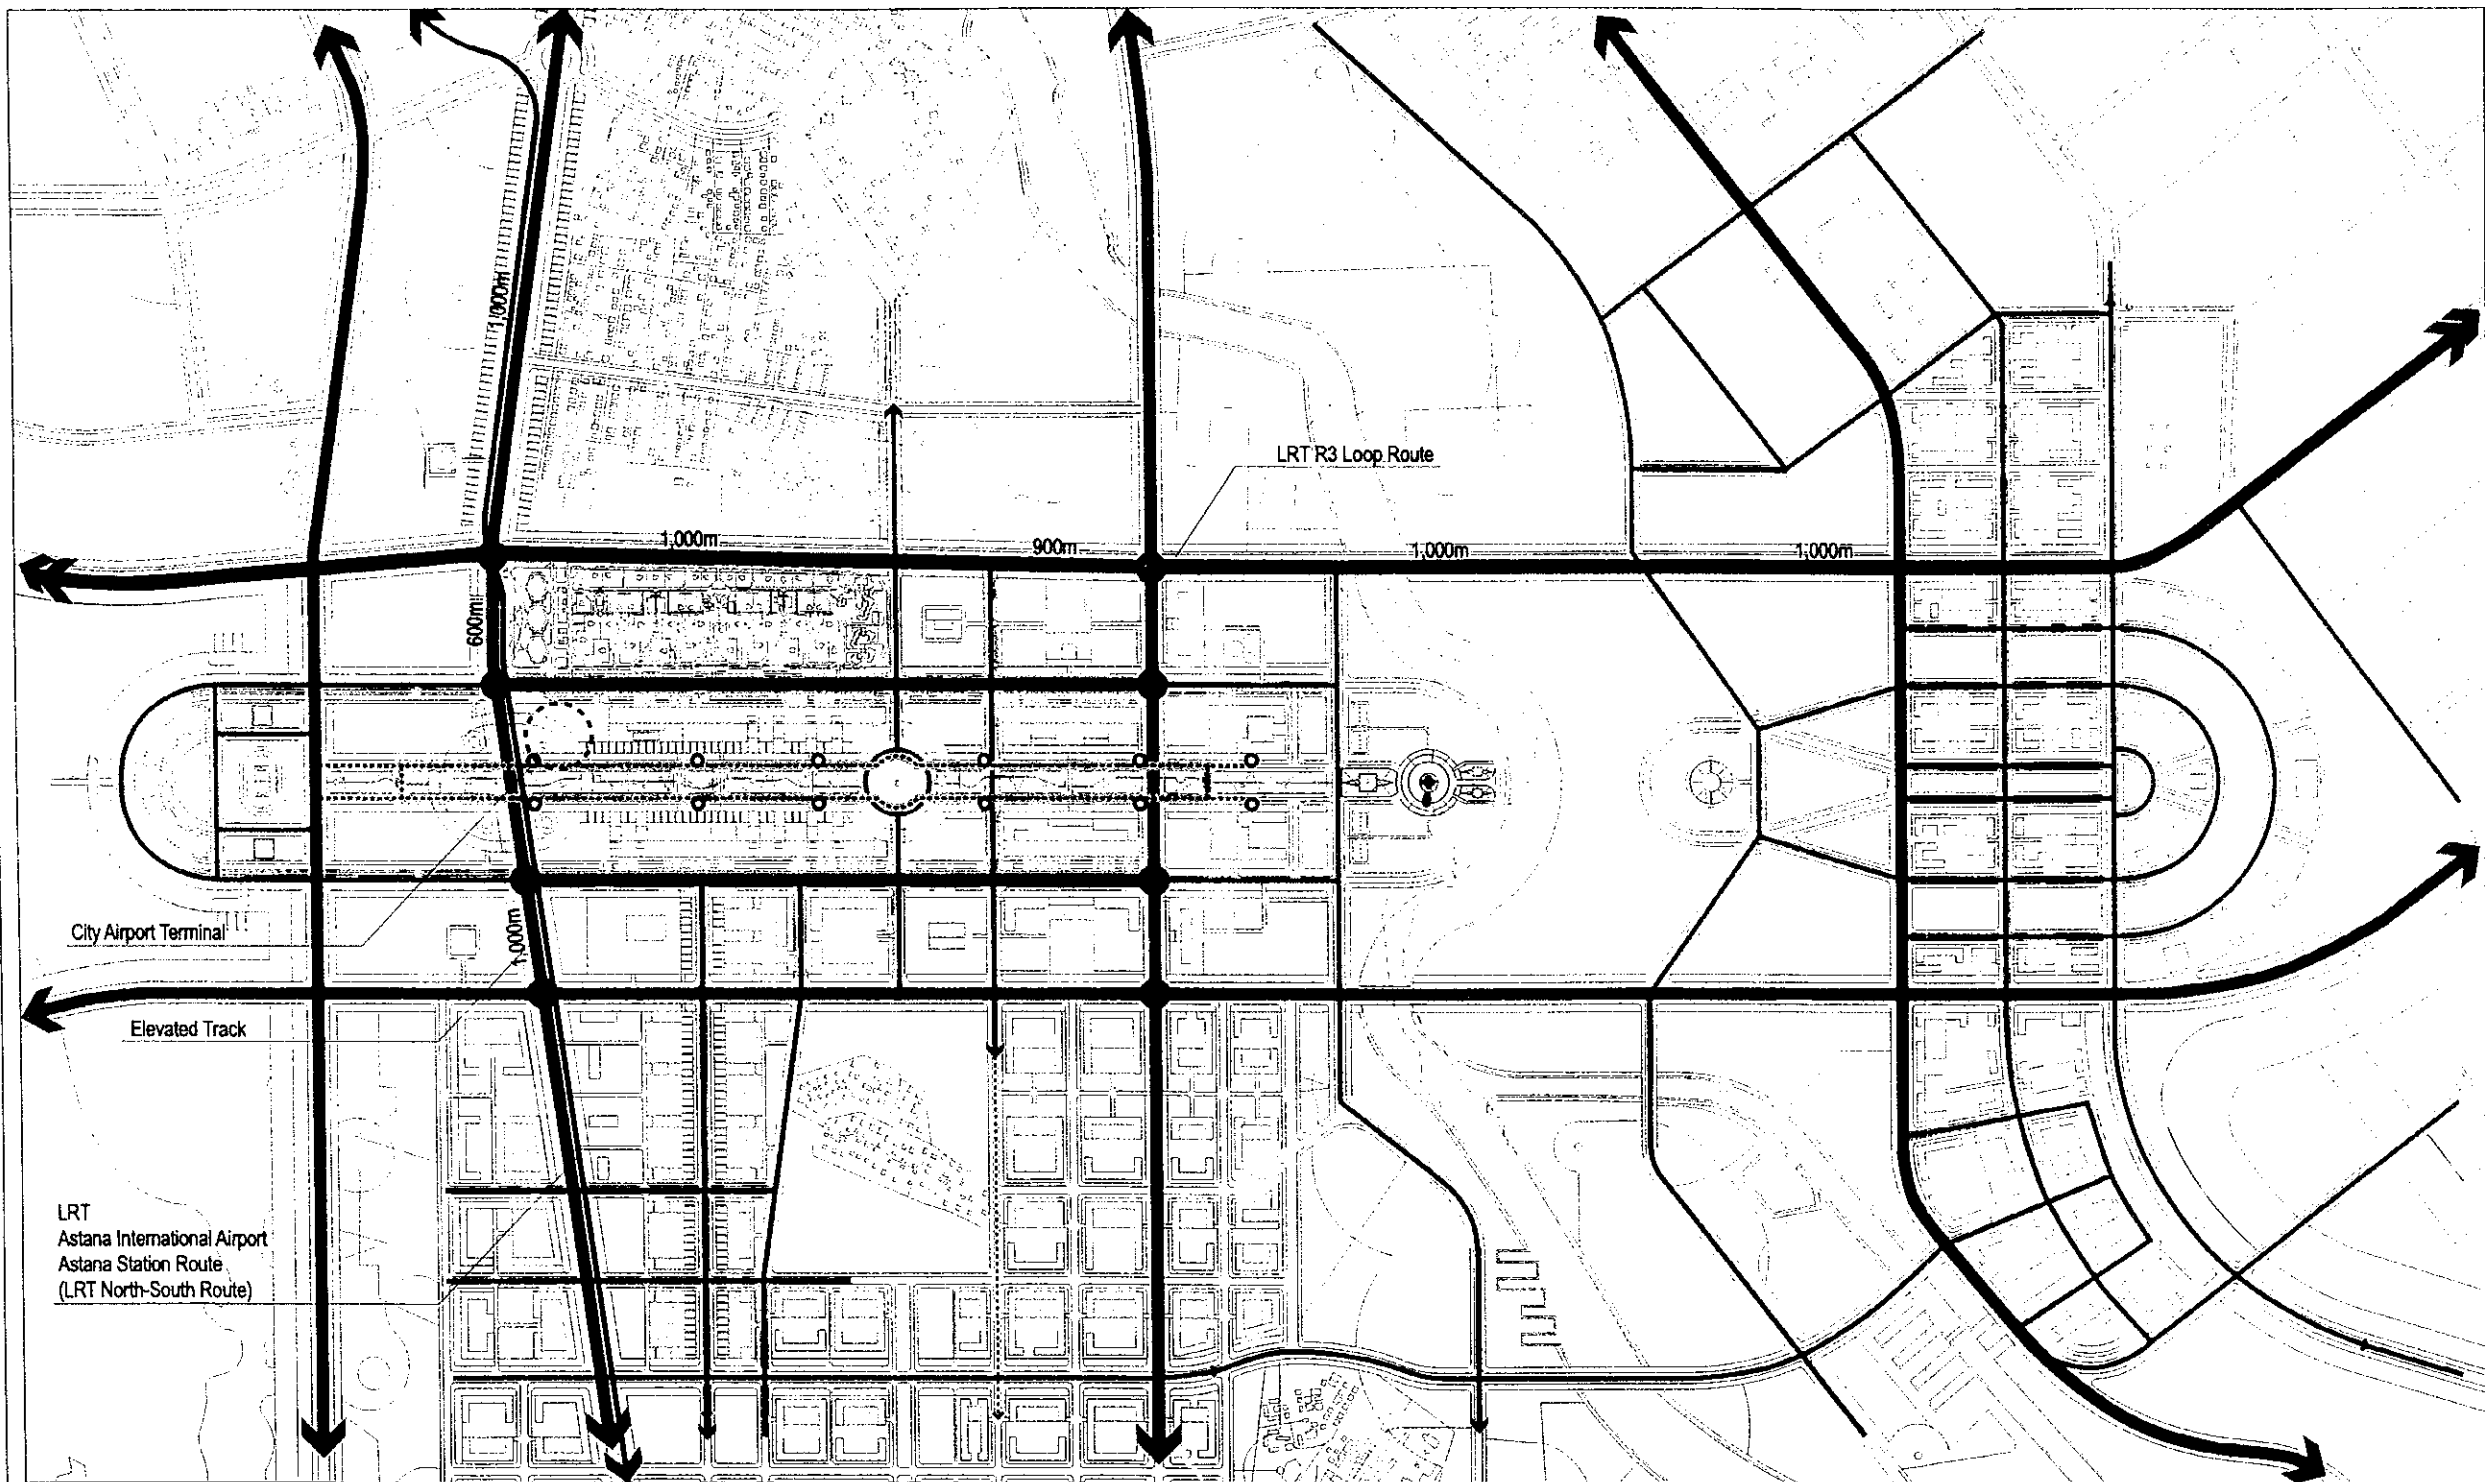 1,000m
LRT R3 Loop Route
1,000m
900m
1,000m
1,000m
600m
City Airport Terminal
1,000m
Elevated Track
LRT
Astana International Airport
Astana Station Route
(LRT North-South Route)